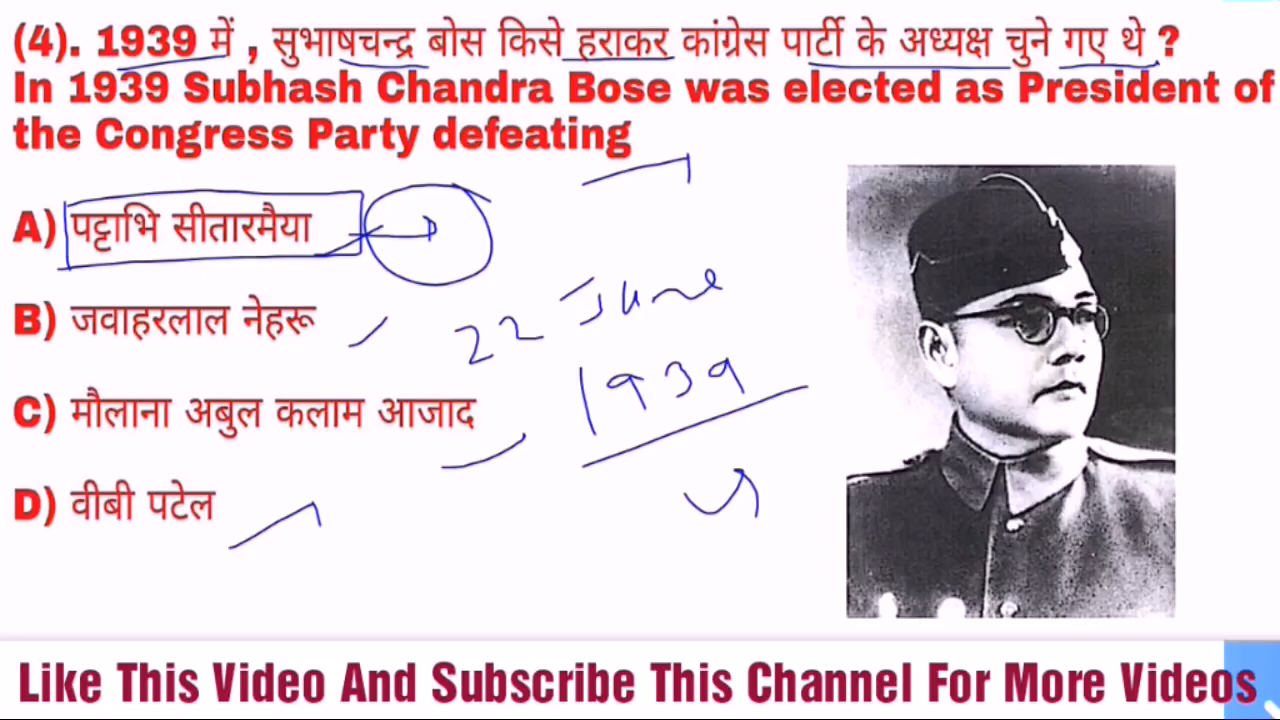 (4). 1939 में , सुभाषचन्द्र बोस किसे हराकर कांग्रेस पार्टी के अध्यक्ष चुने गए थे ?
In 1939 Subhash Chandra Bose was elected as President of
the Congress Party defeating
A) पट्टाभि सीतारमैया
B) जवाहरलाल नेहरू
22 June
1939
C) मौलाना अबुल कलाम आजाद
D) वीबी पटेल
Like This Video And Subscribe This Channel For More Videos